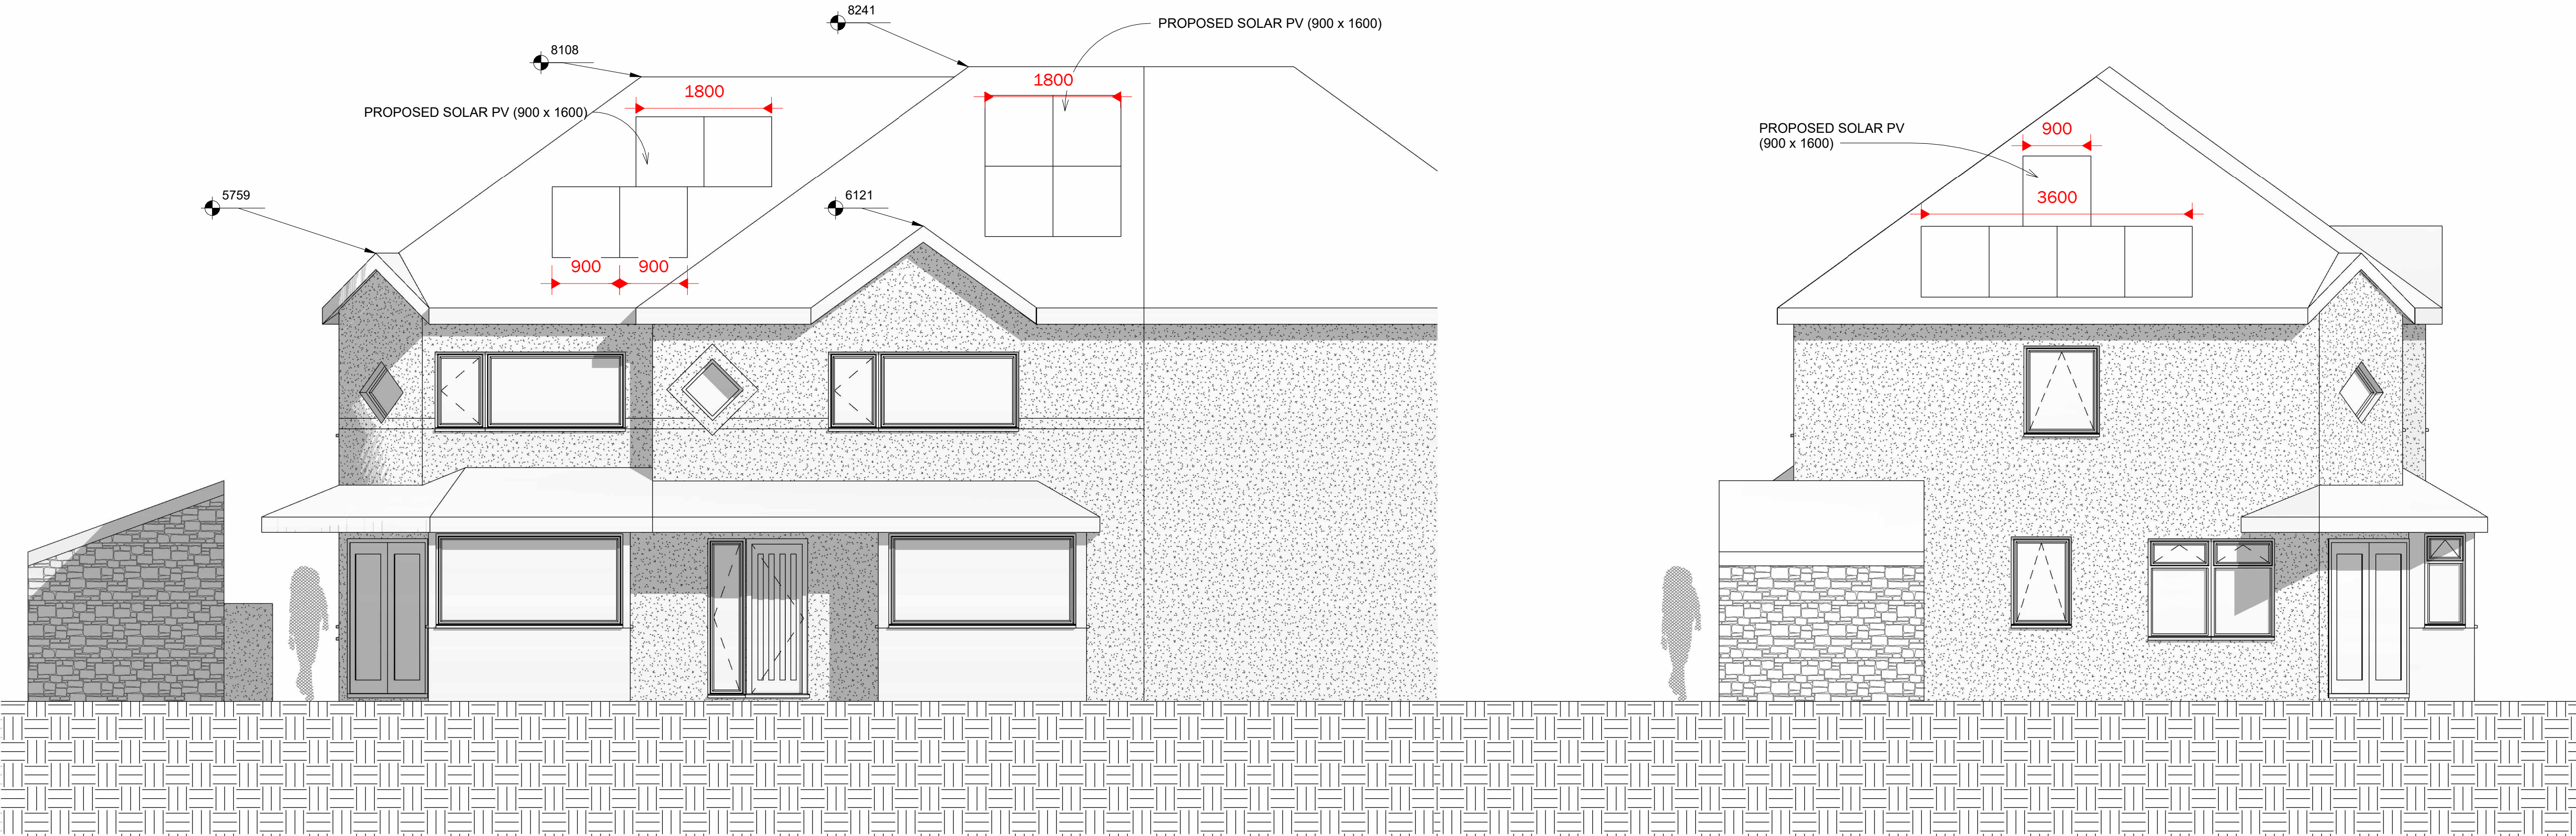 8241
PROPOSED SOLAR PV (900 x 1600)
8108
1800
1800
PROPOSED SOLAR PV (900 x 1600)
5759
6121
900
900
PROPOSED SOLAR PV
(900 x 1600)
900
3600